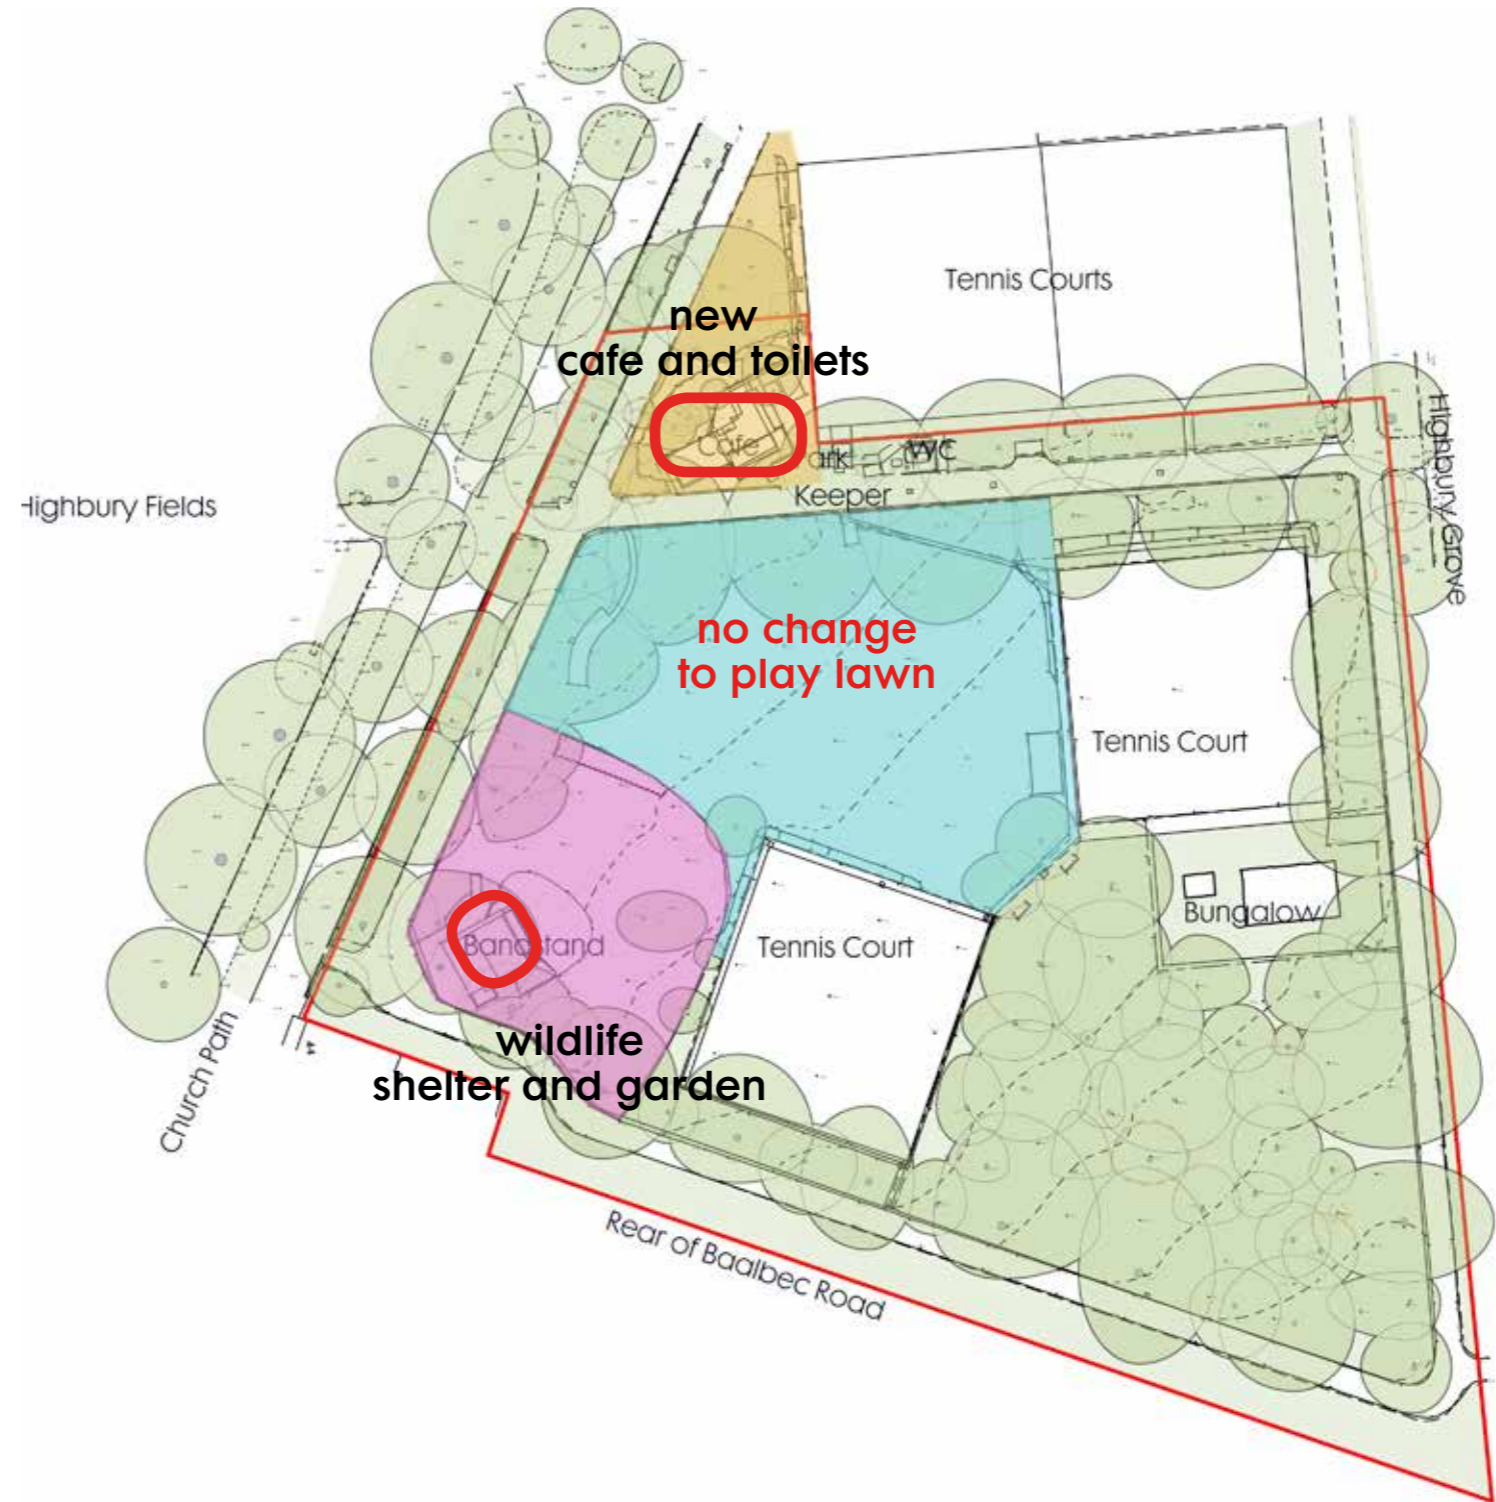 Tennis Courts
new
cafe and toilets
Cafe
ark
WC
Keeper
Highbury Fields
Highbury Grove
no change
to play lawn
Tennis Court
Bungalow
Bandstand
Tennis Court
wildlife
shelter and garden
Church Path
Rear of Baalbec Road